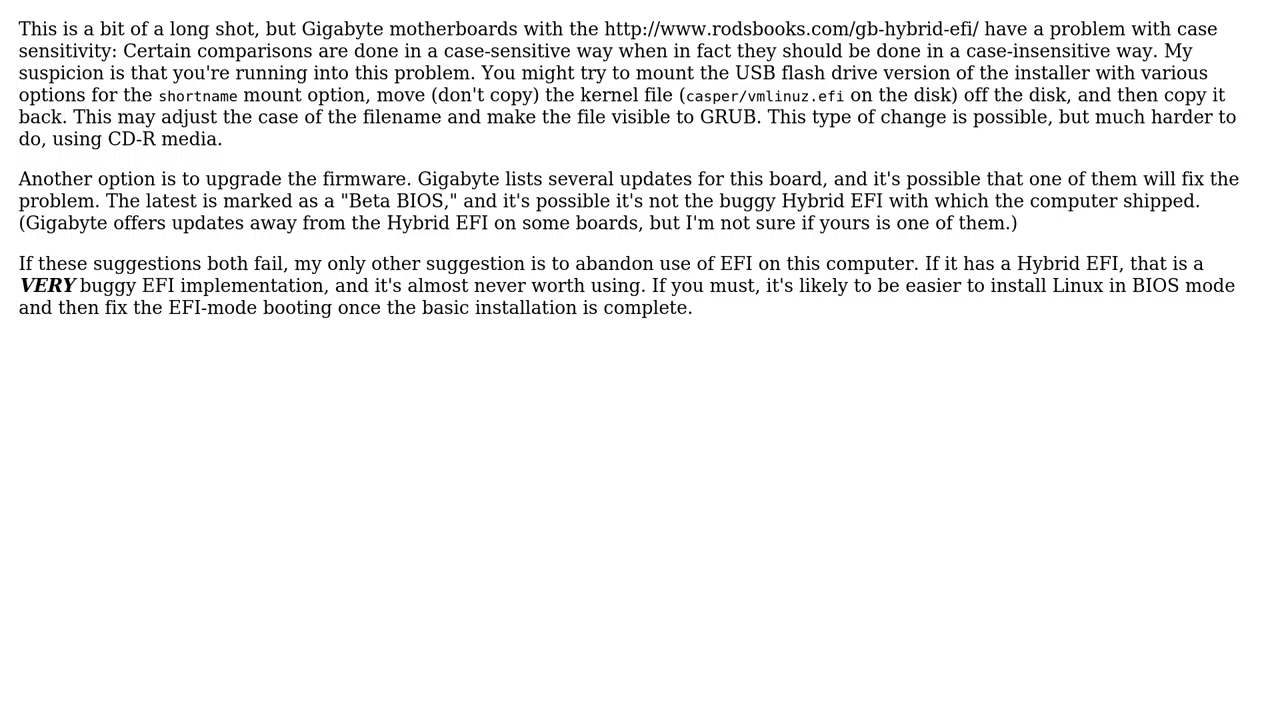 This is a bit of a long shot, but Gigabyte motherboards with the http://www.rodsbooks.com/gb-hybrid-efi/ have a problem with case
sensitivity: Certain comparisons are done in a case-sensitive way when in fact they should be done in a case-insensitive way. My
suspicion is that you're running into this problem. You might try to mount the USB flash drive version of the installer with various
options for the shortname mount option, move (don't copy) the kernel file (casper/vmlinuz.efi on the disk) off the disk, and then copy it
back. This may adjust the case of the filename and make the file visible to GRUB. This type of change is possible, but much harder to
do, using CD-R media.
Another option is to upgrade the firmware. Gigabyte lists several updates for this board, and it's possible that one of them will fix the
problem. The latest is marked as a "Beta BIOS," and it's possible it's not the buggy Hybrid EFI with which the computer shipped.
(Gigabyte offers updates away from the Hybrid EFI on some boards, but I'm not sure if yours is one of them.)
If these suggestions both fail, my only other suggestion is to abandon use of EFI on this computer. If it has a Hybrid EFI, that is a
VERY buggy EFI implementation, and it's almost never worth using. If you must, it's likely to be easier to install Linux in BIOS mode
and then fix the EFI-mode booting once the basic installation is complete.